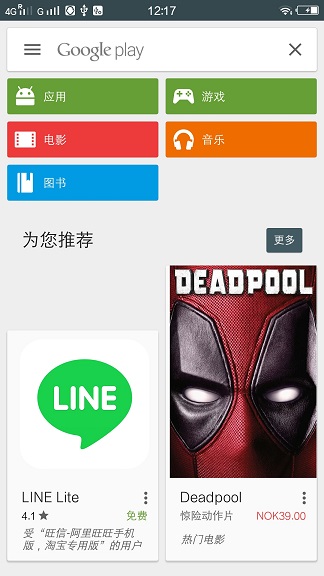 4G R G 12:17
Google play
应用
游戏
电影
音乐
图书
为您推荐
更多
LINE
DEADPOOL
LINE Lite
4.1★ 免费
受“旺信-阿里旺旺手机
版，淘宝专用版”的用户
Deadpool
惊险动作片 NOK39.00
热门电影